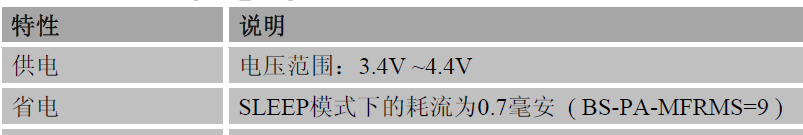 特性 说明
供电 电压范围：3.4V ~4.4V
省电 SLEEP模式下的耗流为0.7毫安（BS-PA-MFRMS=9）